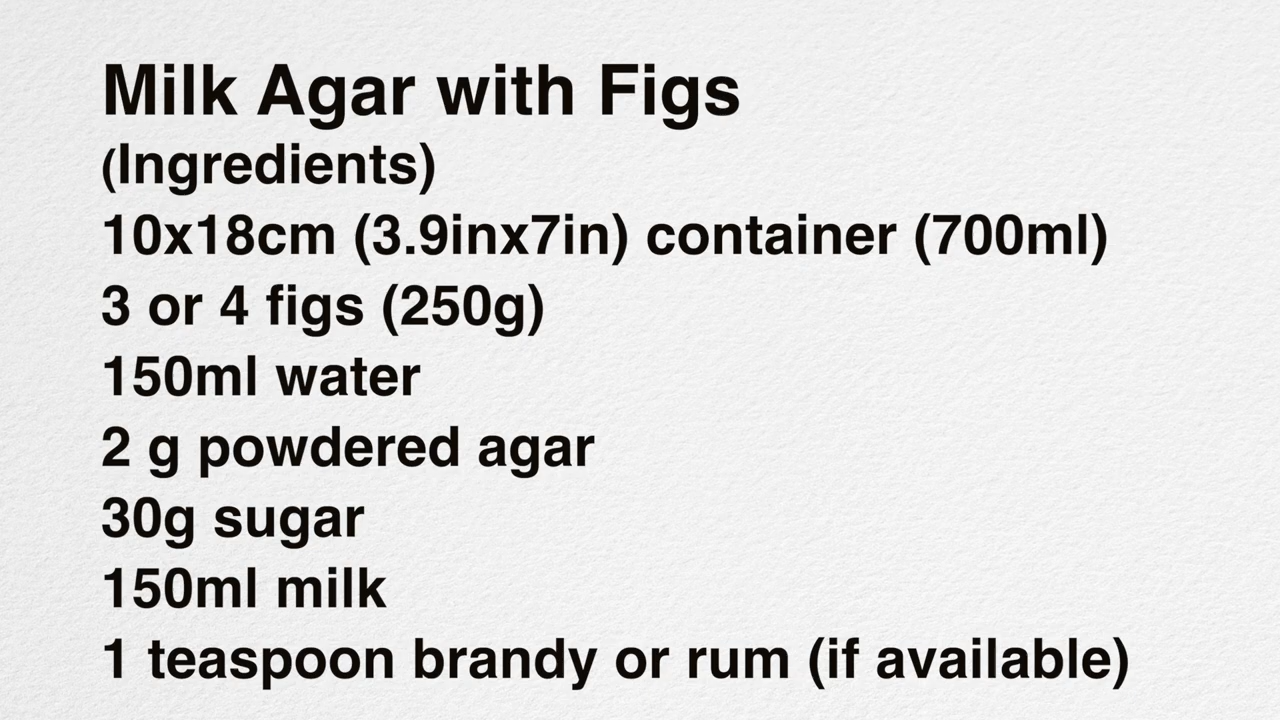 Milk Agar with Figs
(Ingredients)
10x18cm (3.9inx7in) container (700ml)
3 or 4 figs (250g)
150ml water
2 g powdered agar
30g sugar
150ml milk
1 teaspoon brandy or rum (if available)